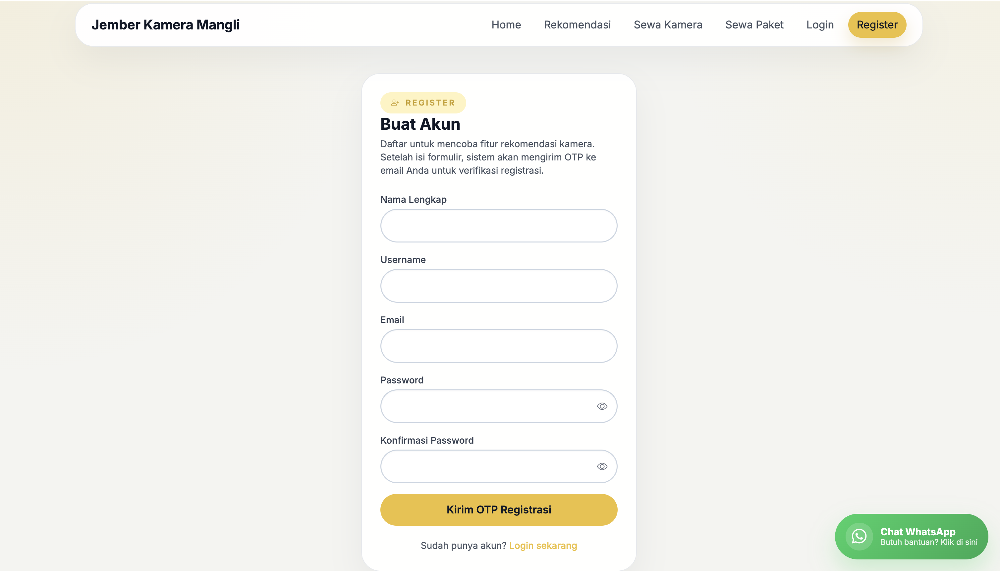 Jember Kamera Mangli
Home
Rekomendasi
Sewa Kamera
Sewa Paket
Login
Register
REGISTER
Buat Akun
Daftar untuk mencoba fitur rekomendasi kamera.
Setelah isi formulir, sistem akan mengirim OTP ke
email Anda untuk verifikasi registrasi.
Nama Lengkap
Username
Email
Password
Konfirmasi Password
Kirim OTP Registrasi
Sudah punya akun? Login sekarang
Chat WhatsApp
Butuh bantuan? Klik di sini